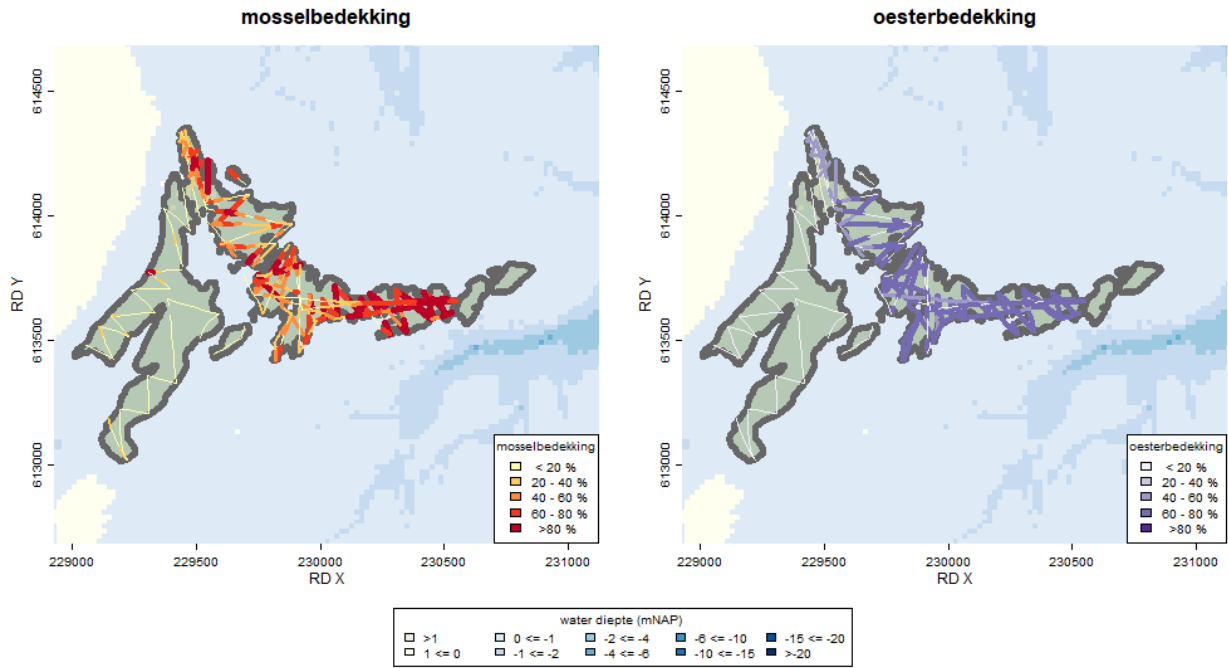 mosselbedekking
oesterbedekking
614500
614000
613500
613000
RD Y
229000
229500
230000
230500
231000
RD X
mosselbedekking
< 20 %
20 - 40 %
40 - 60 %
60 - 80 %
>80 %
614500
614000
613500
613000
RD Y
229000
229500
230000
230500
231000
RD X
oesterbedekking
< 20 %
20 - 40 %
40 - 60 %
60 - 80 %
>80 %
water diepte (mNAP)
>1 0 <= -1 -2 <= -4 -6 <= -10 -15 <= -20
1 <= 0 -1 <= -2 -4 <= -6 -10 <= -15 >-20